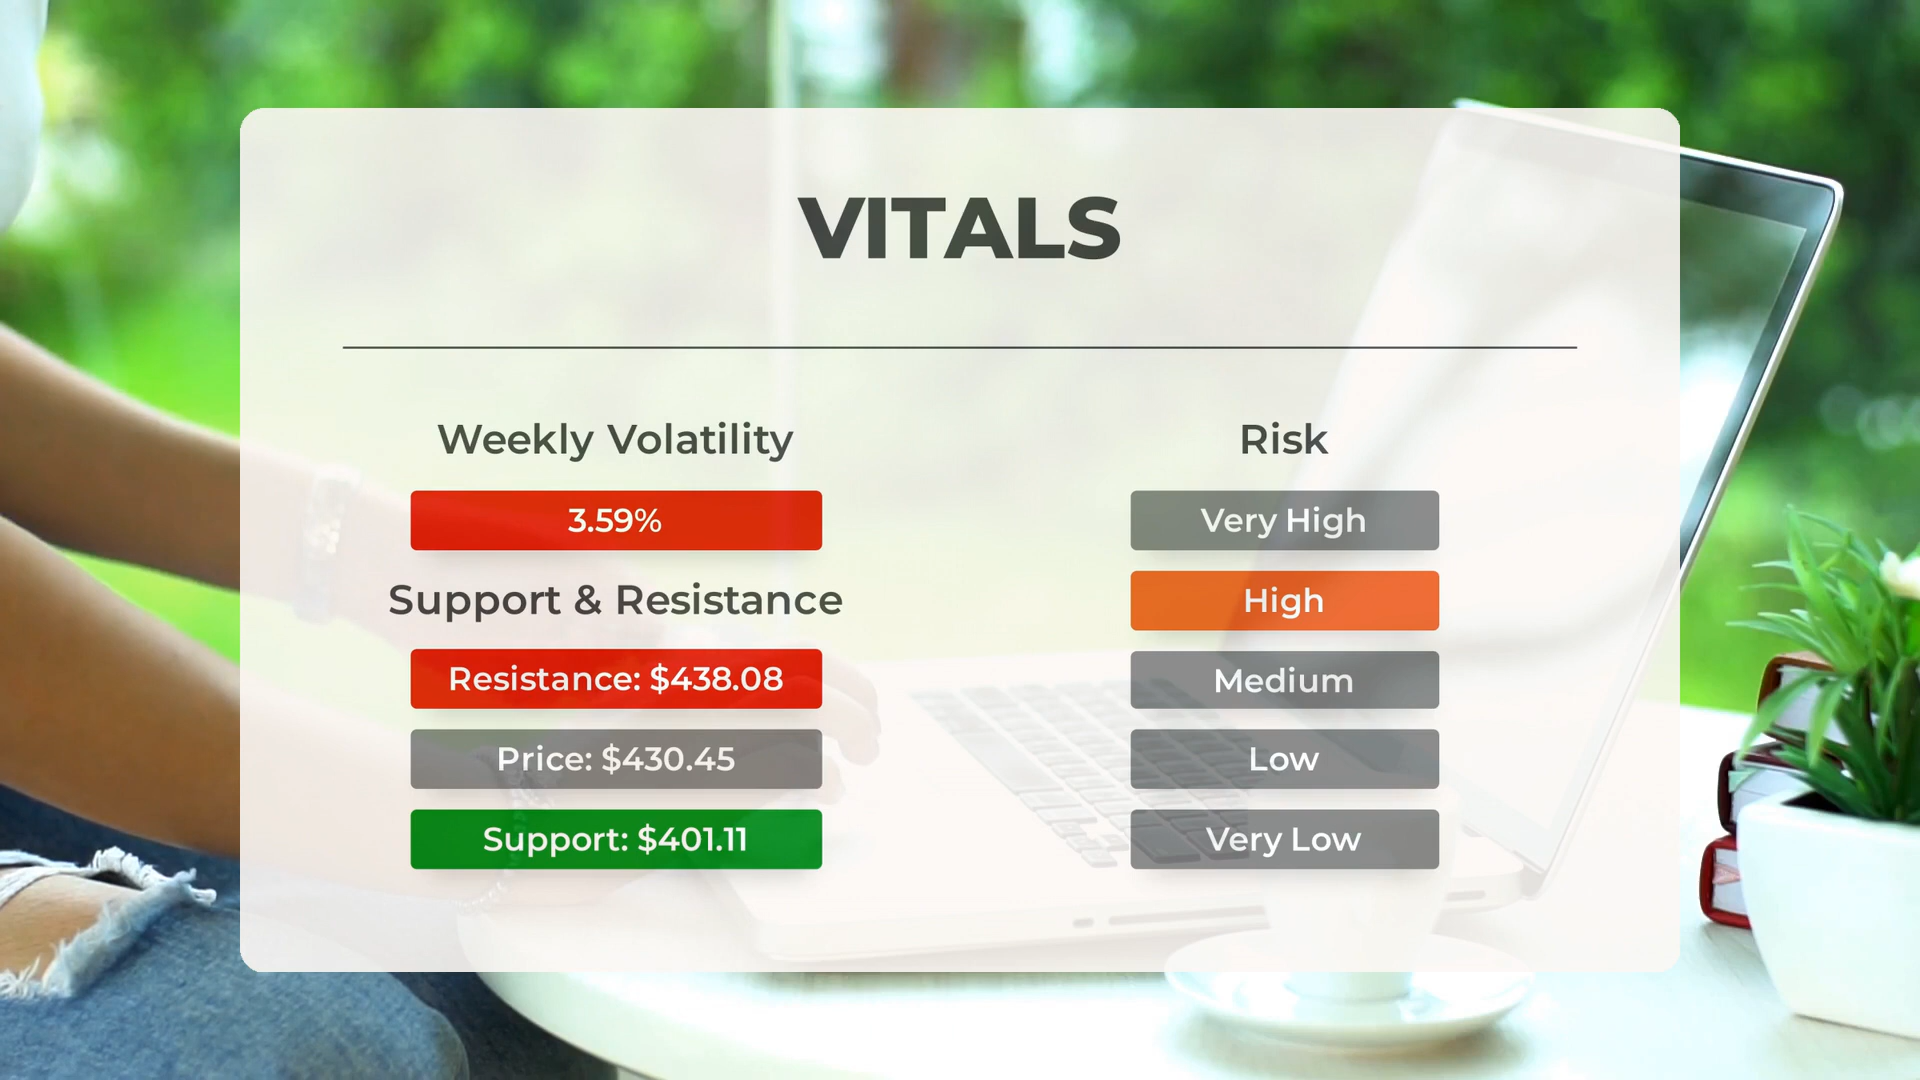 VITALS
Weekly Volatility
3.59%
Support & Resistance
Resistance: $438.08
Price: $430.45
Support: $401.11
Risk
Very High
High
Medium
Low
Very Low